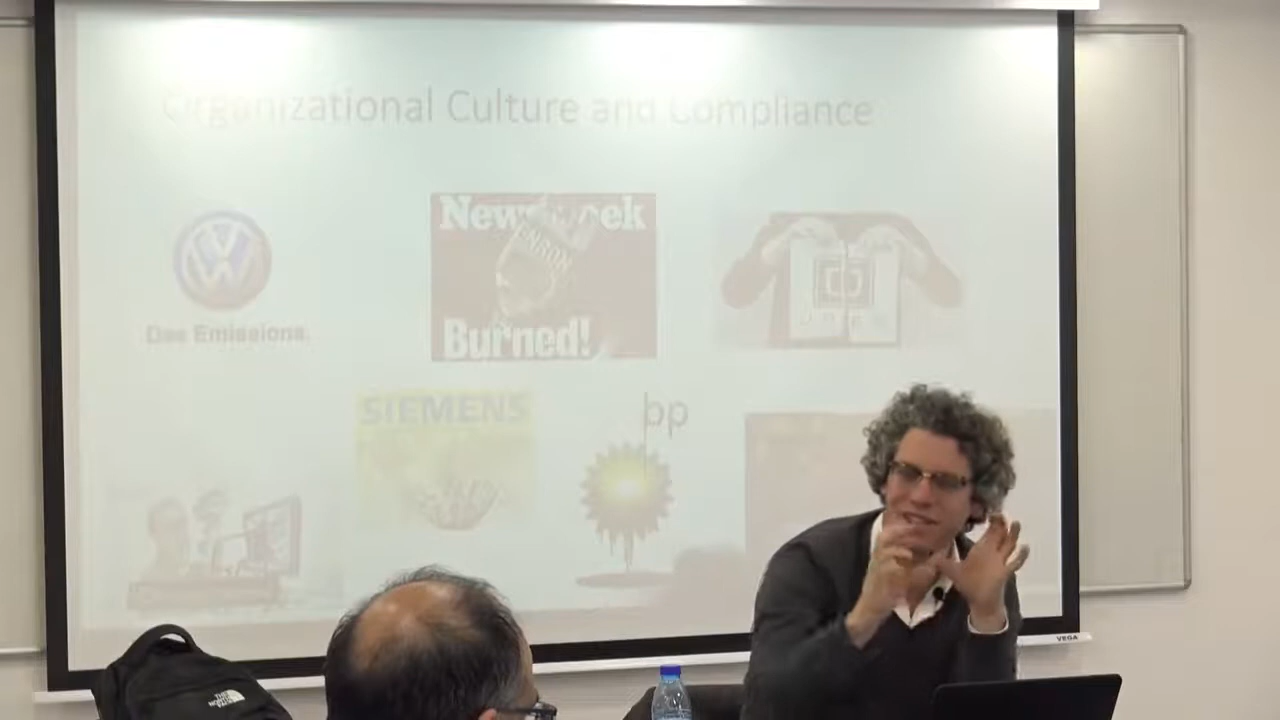 Organizational Culture and Compliance
Newsweek
Das Emissions.
Burned!
SIEMENS
bp
VEGA
THE
NORTH
FACE